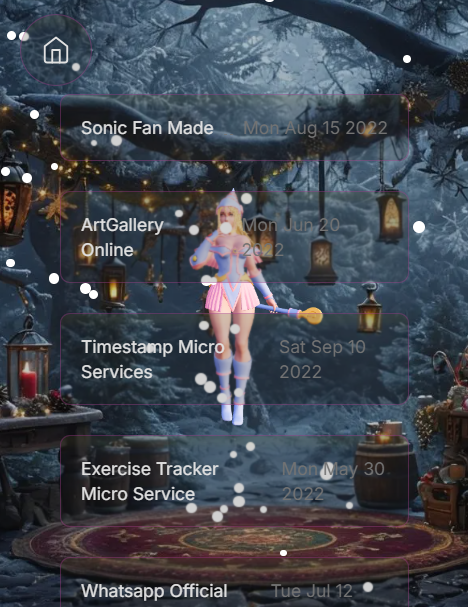 Sonic Fan Made Mon Aug 15 2022
ArtGallery Mon Jun 20
Online 2022
Timestamp Micro Sat Sep 10
Services 2022
Exercise Tracker Mon May 30
Micro Service 2022
Whatsapp Official Tue Jul 12